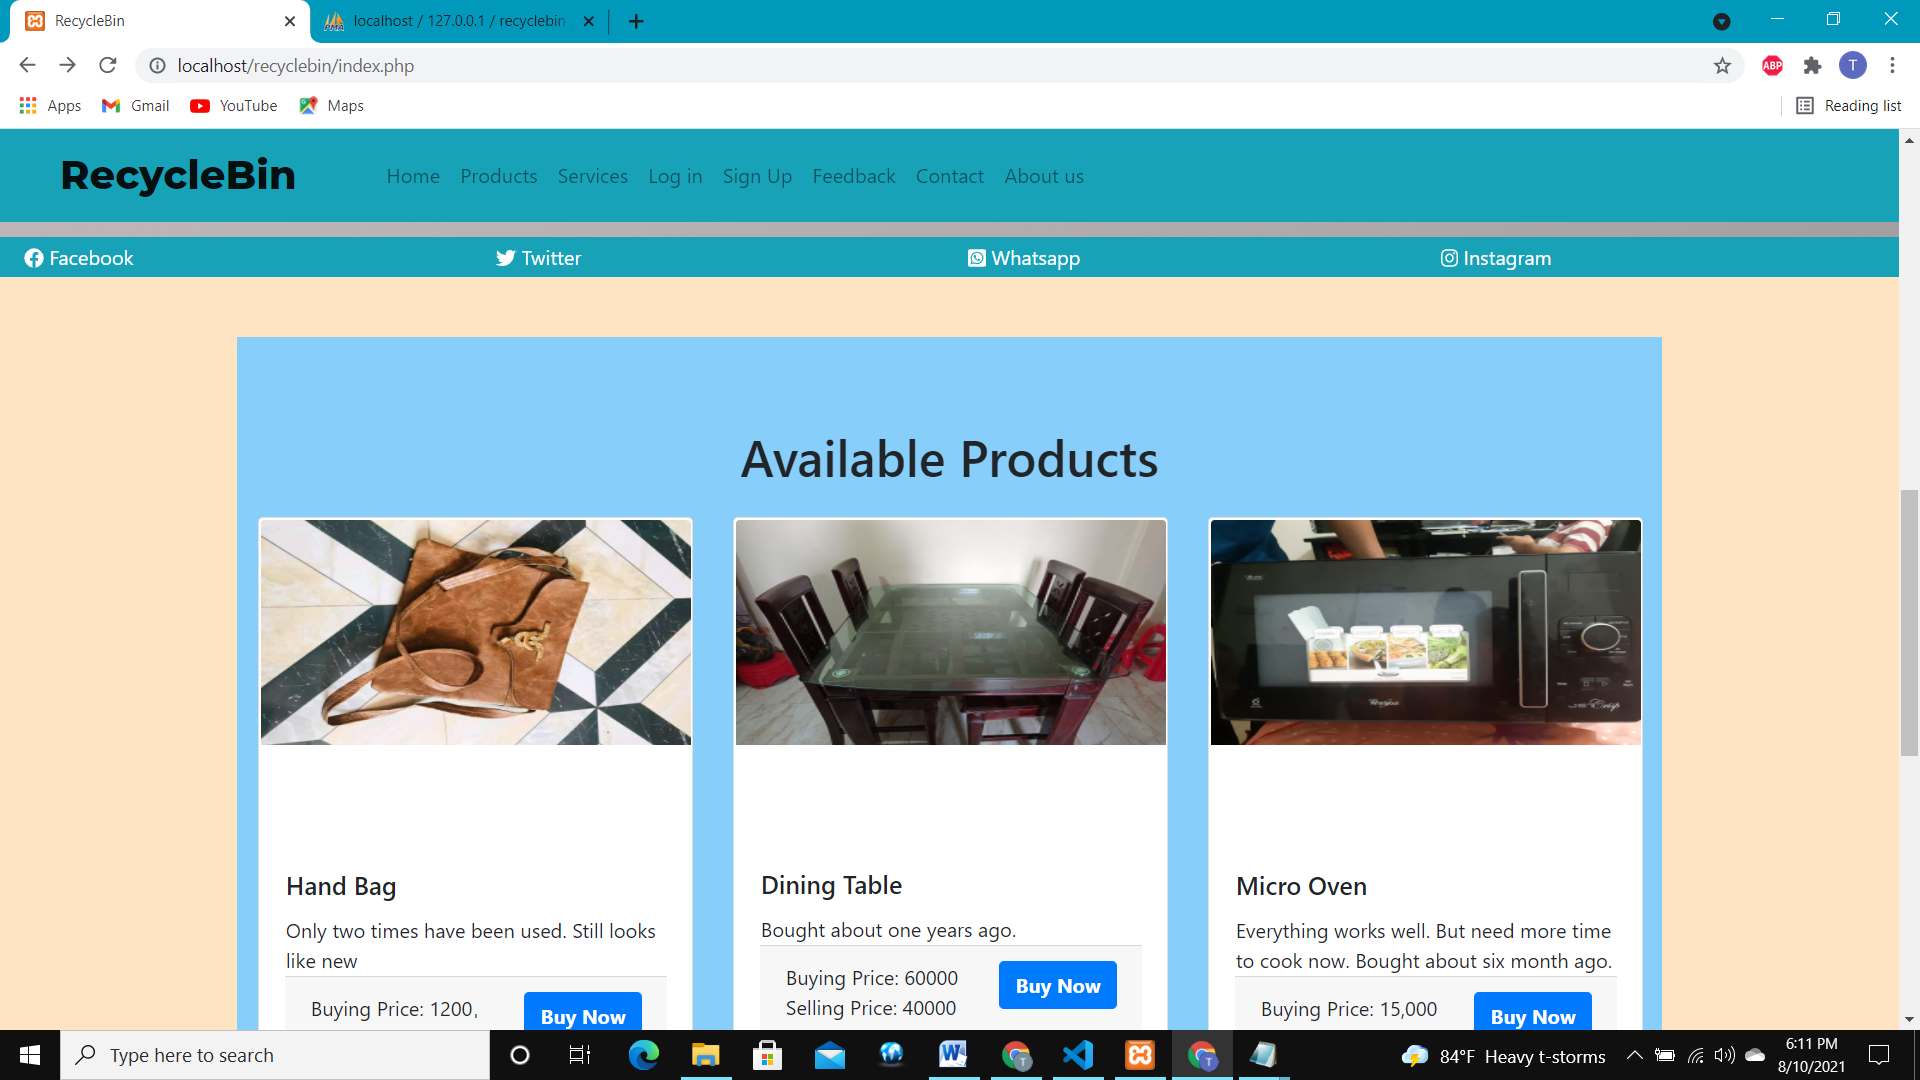 RecycleBin
localhost / 127.0.0.1 / recyclebin
localhost/recyclebin/index.php
ABP
T
Apps
Gmail
YouTube
Maps
Reading list
RecycleBin
Home
Products
Services
Log in
Sign Up
Feedback
Contact
About us
Facebook
Twitter
Whatsapp
Instagram
Available Products
Whirlpool
Crisp
Hand Bag
Only two times have been used. Still looks
like new
Buying Price: 1200,
Buy Now
Dining Table
Bought about one years ago.
Buying Price: 60000
Selling Price: 40000
Buy Now
Micro Oven
Everything works well. But need more time
to cook now. Bought about six month ago.
Buying Price: 15,000
Buy Now
Type here to search
84°F Heavy t-storms
6:11 PM
8/10/2021